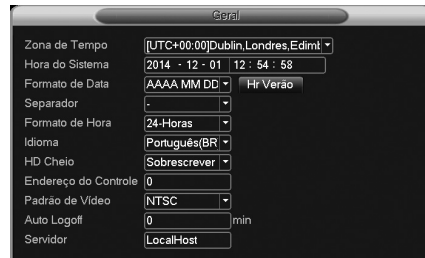 Geral
Zona de Tempo [UTC+00:00]Dublin,Londres,Edimb
Hora do Sistema 2014 - 12 - 01 12 : 54 : 58
Formato de Data AAAA MM DD Hr Verão
Separador -
Formato de Hora 24-Horas
Idioma Português(BR
HD Cheio Sobrescrever
Endereço do Controle 0
Padrão de Vídeo NTSC
Auto Logoff 0 min
Servidor LocalHost